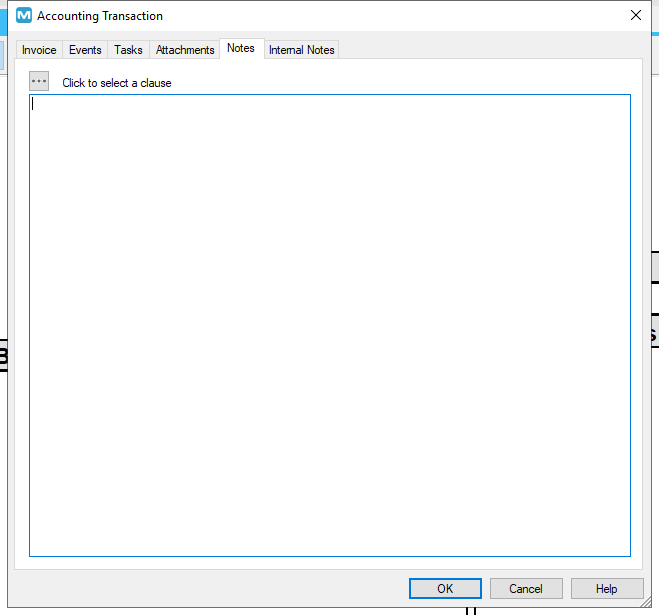 M Accounting Transaction
Invoice Events Tasks Attachments Notes Internal Notes
... Click to select a clause
B
s
OK Cancel Help